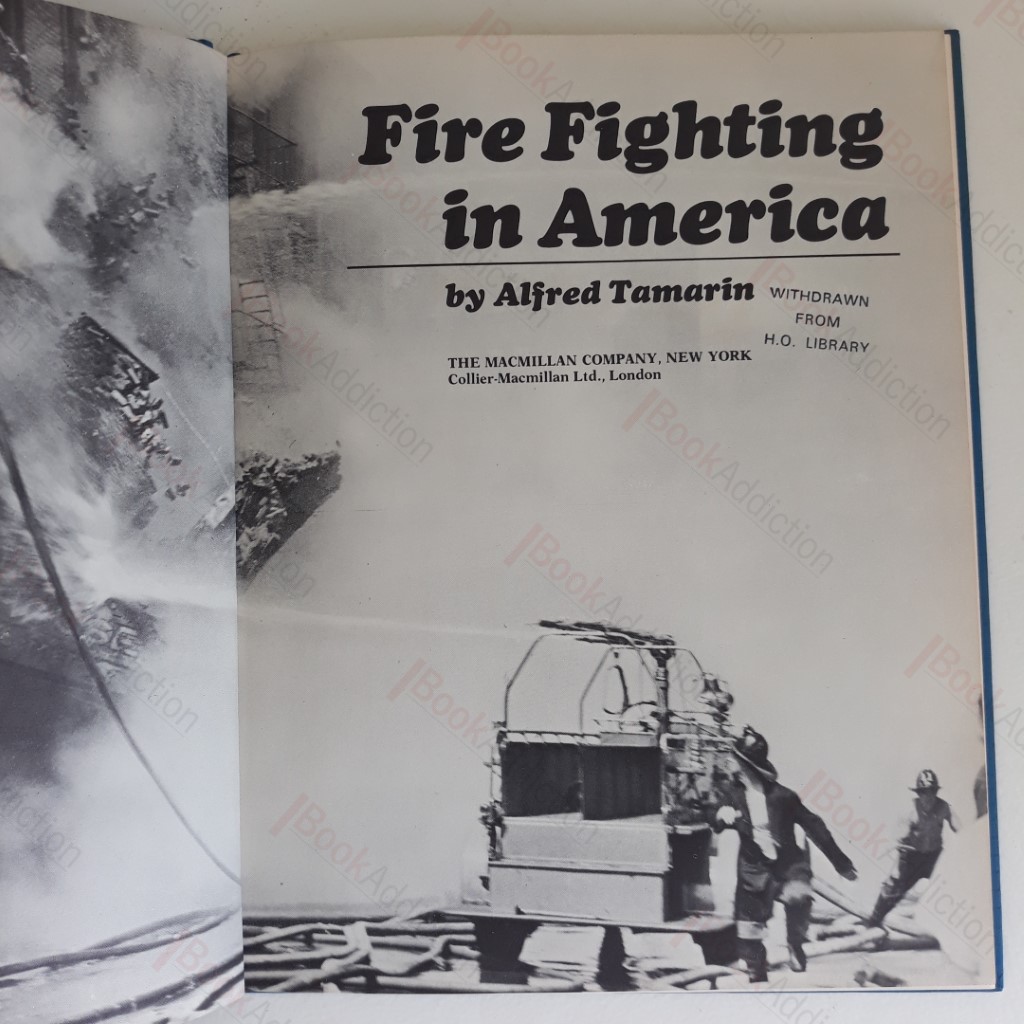 Fire Fighting
in America
by Alfred Tamarin
WITHDRAWN
FROM
H.O. LIBRARY
THE MACMILLAN COMPANY, NEW YORK
Collier-Macmillan Ltd., London
BookAddiction